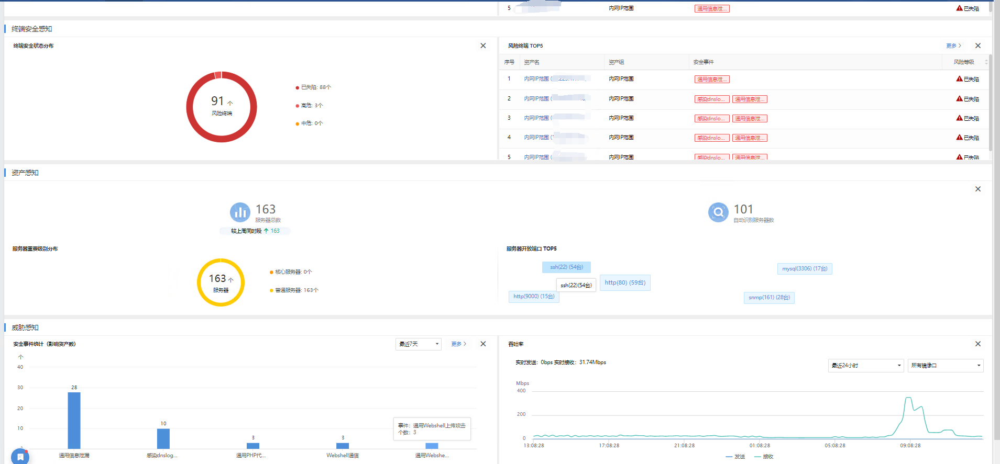 5 内网IP范围 通用信息泄... 已失陷
终端安全感知
终端安全状态分布
91 个
风险终端
已失陷: 88个
高危: 3个
中危: 0个
风险终端 TOP5 更多
序号 资产名 资产组 安全事件 风险等级
1 内网IP范围 ( 内网IP范围 通用信息泄... 已失陷
2 内网IP范围 ( 内网IP范围 感染dnslo... 通用信息泄... 已失陷
3 内网IP范围 ( 内网IP范围 感染dnslo... 通用信息泄... 已失陷
4 内网IP范围 ( 内网IP范围 感染dnslo... 通用信息泄... 已失陷
5 内网IP范围 ( 内网IP范围 感染dnslo... 通用信息泄... 已失陷
资产感知
163
服务器总数
较上周同时段 163
101
自动识别服务器数
服务器重要级别分布
163 个
服务器
核心服务器: 0个
普通服务器: 163个
服务器开放端口 TOP5
ssh(22) (54台)
mysql(3306) (17台)
ssh(22)(54台)
http(80) (59台)
http(9000) (15台)
snmp(161) (28台)
威胁感知
安全事件统计（影响资产数） 最近7天 更多
个
40
30
20
10
28
10
3
3
事件：通用Webshell上传攻击
个数：3
通用信息泄漏 感染dnslog... 通用PHP代... Webshell通信 通用Webshe...
吞吐率
实时发送：0bps 实时接收：31.74Mbps
最近24小时 所有镜像口
Mbps
400
200
0
13:08:28 17:08:28 21:08:28 01:08:28 05:08:28 09:08:28
发送 接收